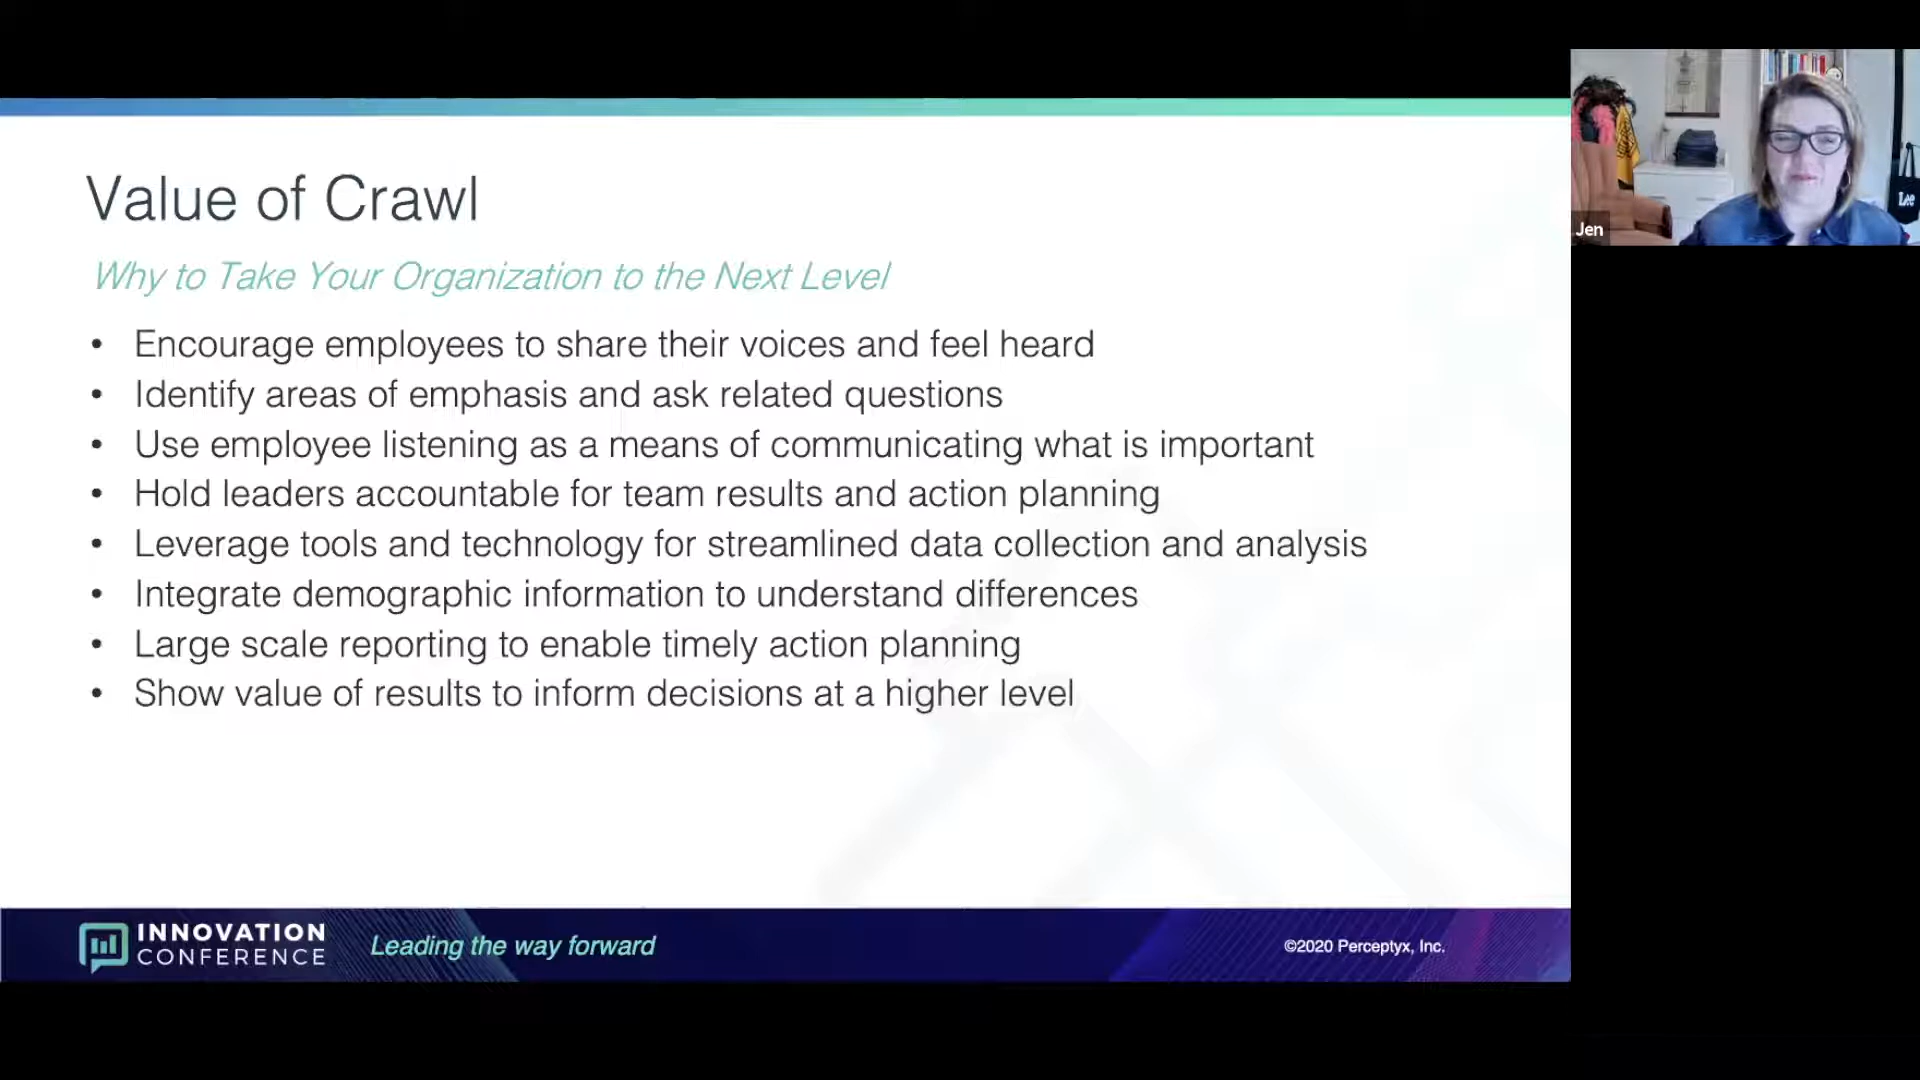 Value of Crawl
Why to Take Your Organization to the Next Level
• Encourage employees to share their voices and feel heard
• Identify areas of emphasis and ask related questions
• Use employee listening as a means of communicating what is important
• Hold leaders accountable for team results and action planning
• Leverage tools and technology for streamlined data collection and analysis
• Integrate demographic information to understand differences
• Large scale reporting to enable timely action planning
• Show value of results to inform decisions at a higher level
INNOVATION
CONFERENCE
Leading the way forward
©2020 Perceptyx, Inc.
Jen
Lee